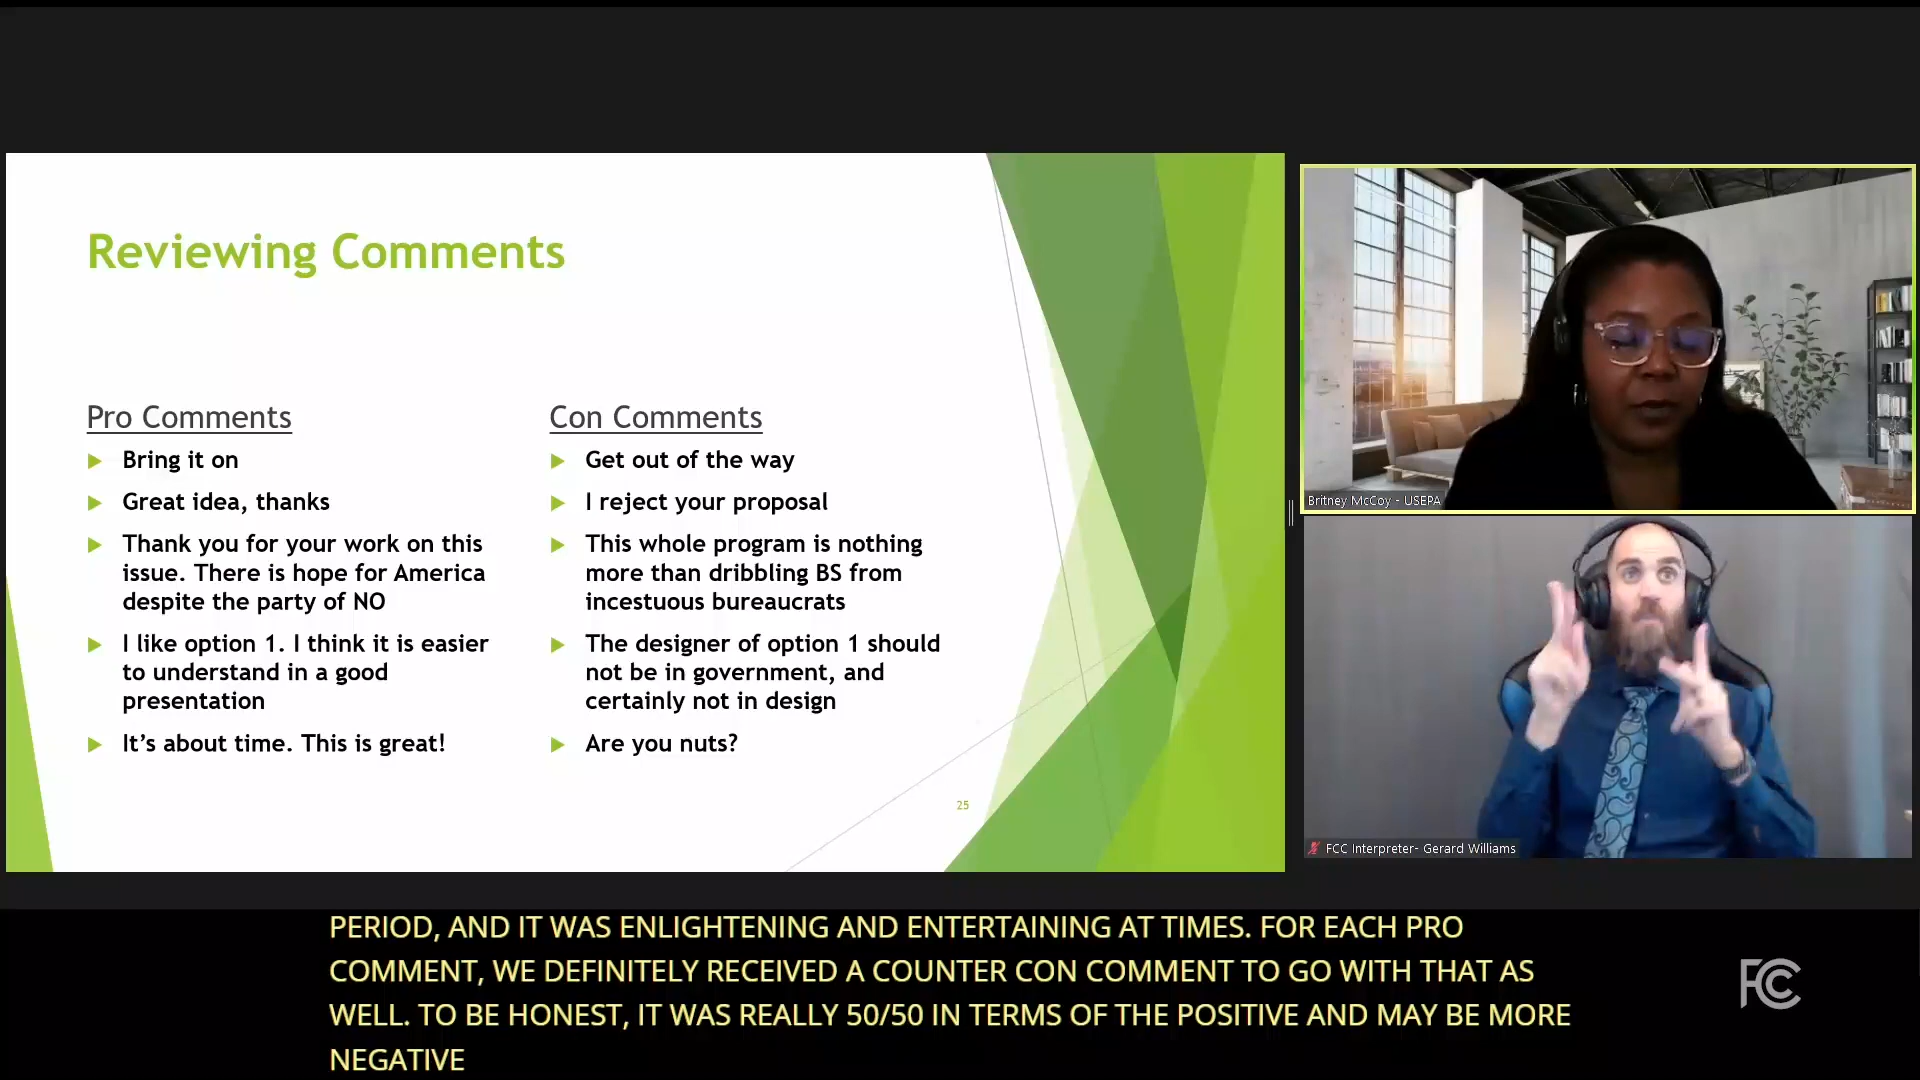 Reviewing Comments
Pro Comments
Bring it on
Great idea, thanks
Thank you for your work on this
issue. There is hope for America
despite the party of NO
I like option 1. I think it is easier
to understand in a good
presentation
It’s about time. This is great!
Con Comments
Get out of the way
I reject your proposal
This whole program is nothing
more than dribbling BS from
incestuous bureaucrats
The designer of option 1 should
not be in government, and
certainly not in design
Are you nuts?
25
Britney McCoy - USEPA
FCC Interpreter- Gerard Williams
PERIOD, AND IT WAS ENLIGHTENING AND ENTERTAINING AT TIMES. FOR EACH PRO
COMMENT, WE DEFINITELY RECEIVED A COUNTER CON COMMENT TO GO WITH THAT AS
WELL. TO BE HONEST, IT WAS REALLY 50/50 IN TERMS OF THE POSITIVE AND MAY BE MORE
NEGATIVE
FCC